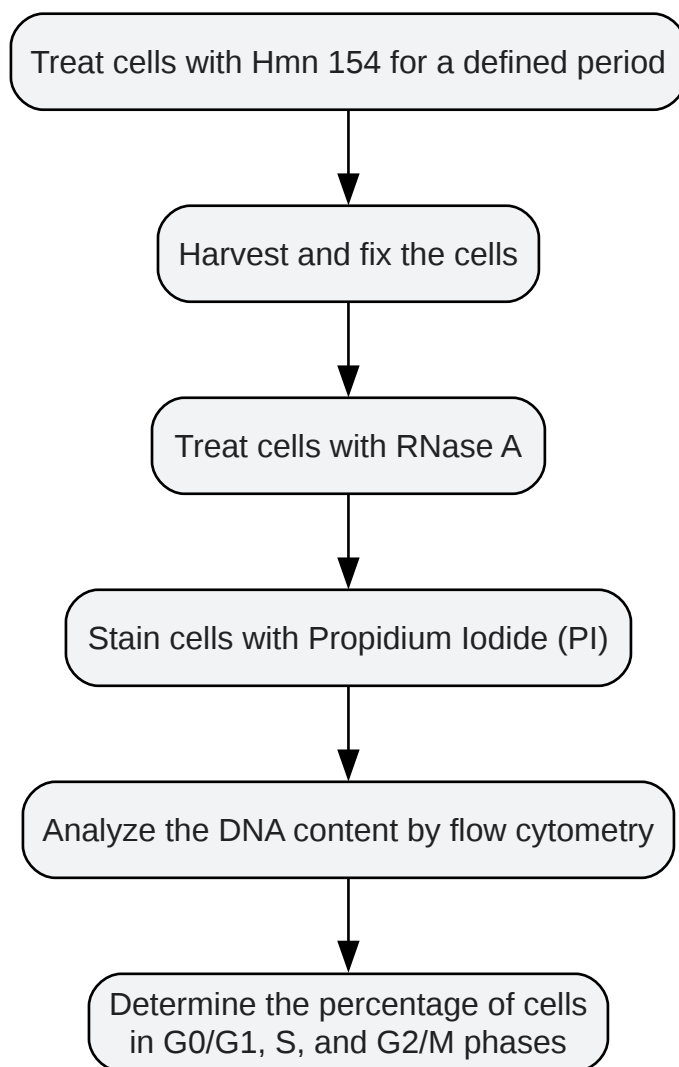 Treat cells with Hmn 154 for a defined period
Harvest and fix the cells
Treat cells with RNase A
Stain cells with Propidium Iodide (PI)
Analyze the DNA content by flow cytometry
Determine the percentage of cells
in G0/G1, S, and G2/M phases